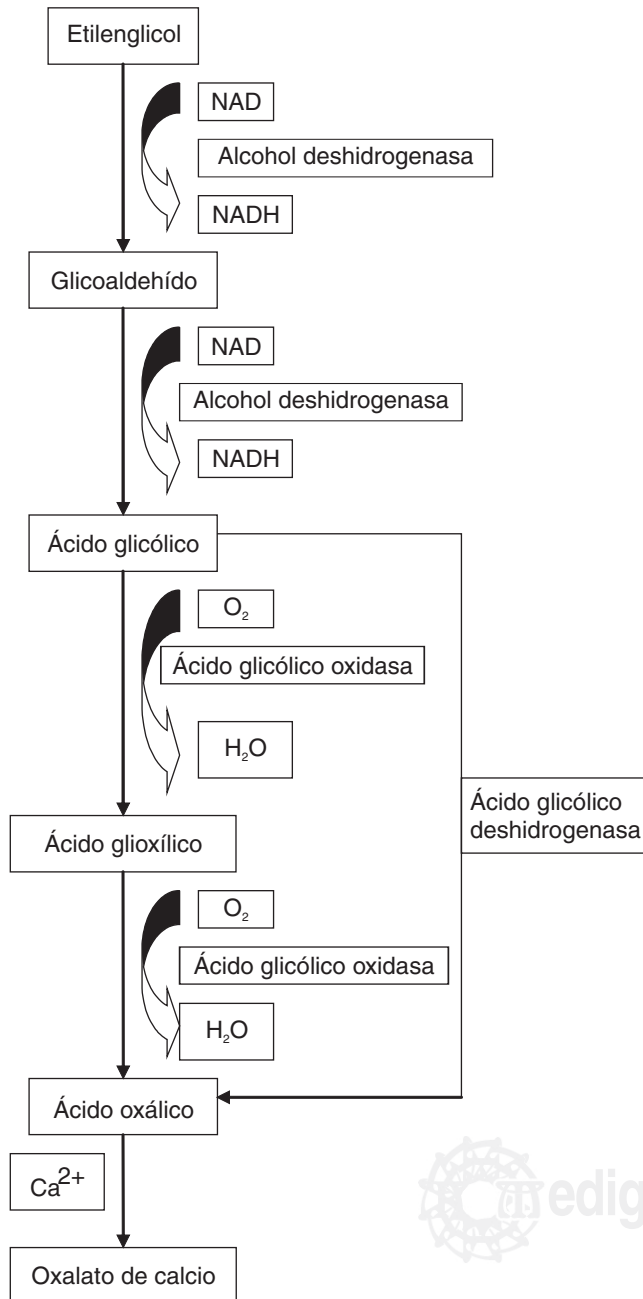 Etilenglicol
NAD
Alcohol deshidrogenasa
NADH
Glicoaldehído
NAD
Alcohol deshidrogenasa
NADH
Ácido glicólico
O₂
Ácido glicólico oxidasa
H₂O
Ácido glicólico
deshidrogenasa
Ácido glioxílico
O₂
Ácido glicólico oxidasa
H₂O
Ácido oxálico
Ca²⁺
Oxalato de calcio
edig